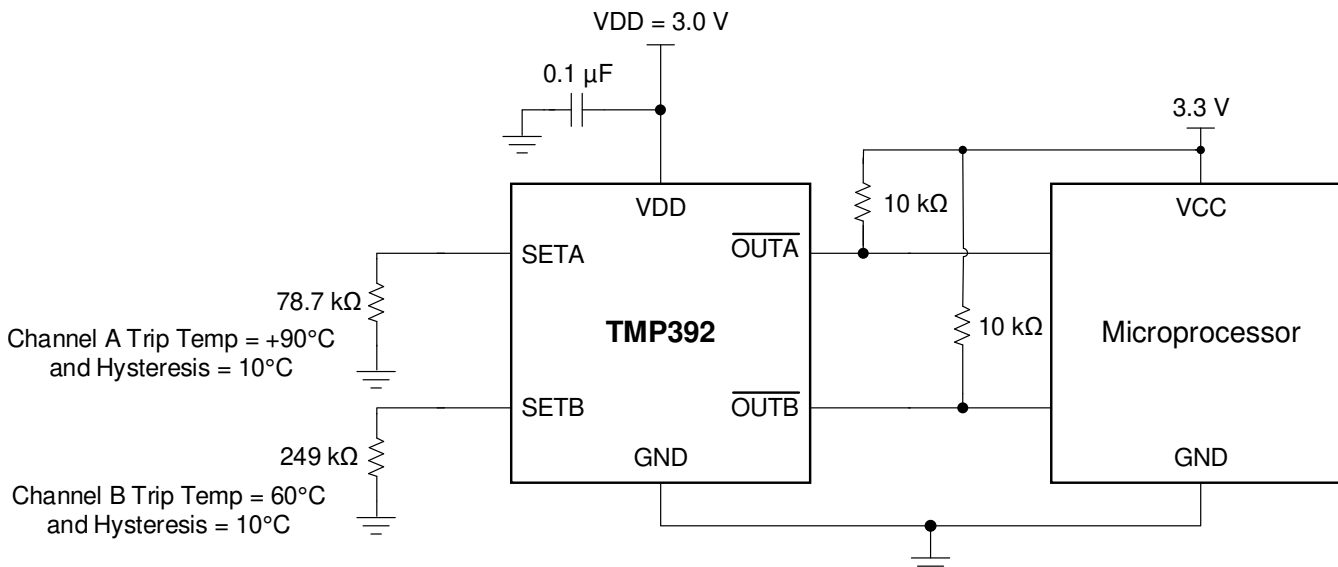 VDD = 3.0 V
0.1 µF
3.3 V
VDD
10 kΩ
VCC
SETA
OUTA
78.7 kΩ
Channel A Trip Temp = +90°C
and Hysteresis = 10°C
TMP392
10 kΩ
Microprocessor
SETB
OUTB
249 kΩ
GND
GND
Channel B Trip Temp = 60°C
and Hysteresis = 10°C